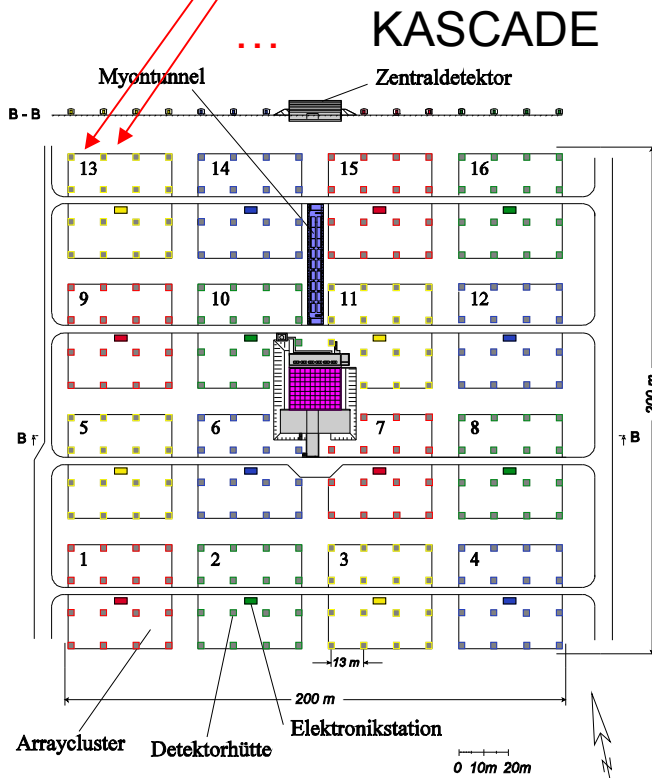 ... KASCADE
Myontunnel Zentraldetektor
B - B
13 14 15 16
9 10 11 12
200 m
B 5 6 7 8 B
1 2 3 4
13 m
200 m
Arraycluster Detektorhütte Elektronikstation
0 10m 20m